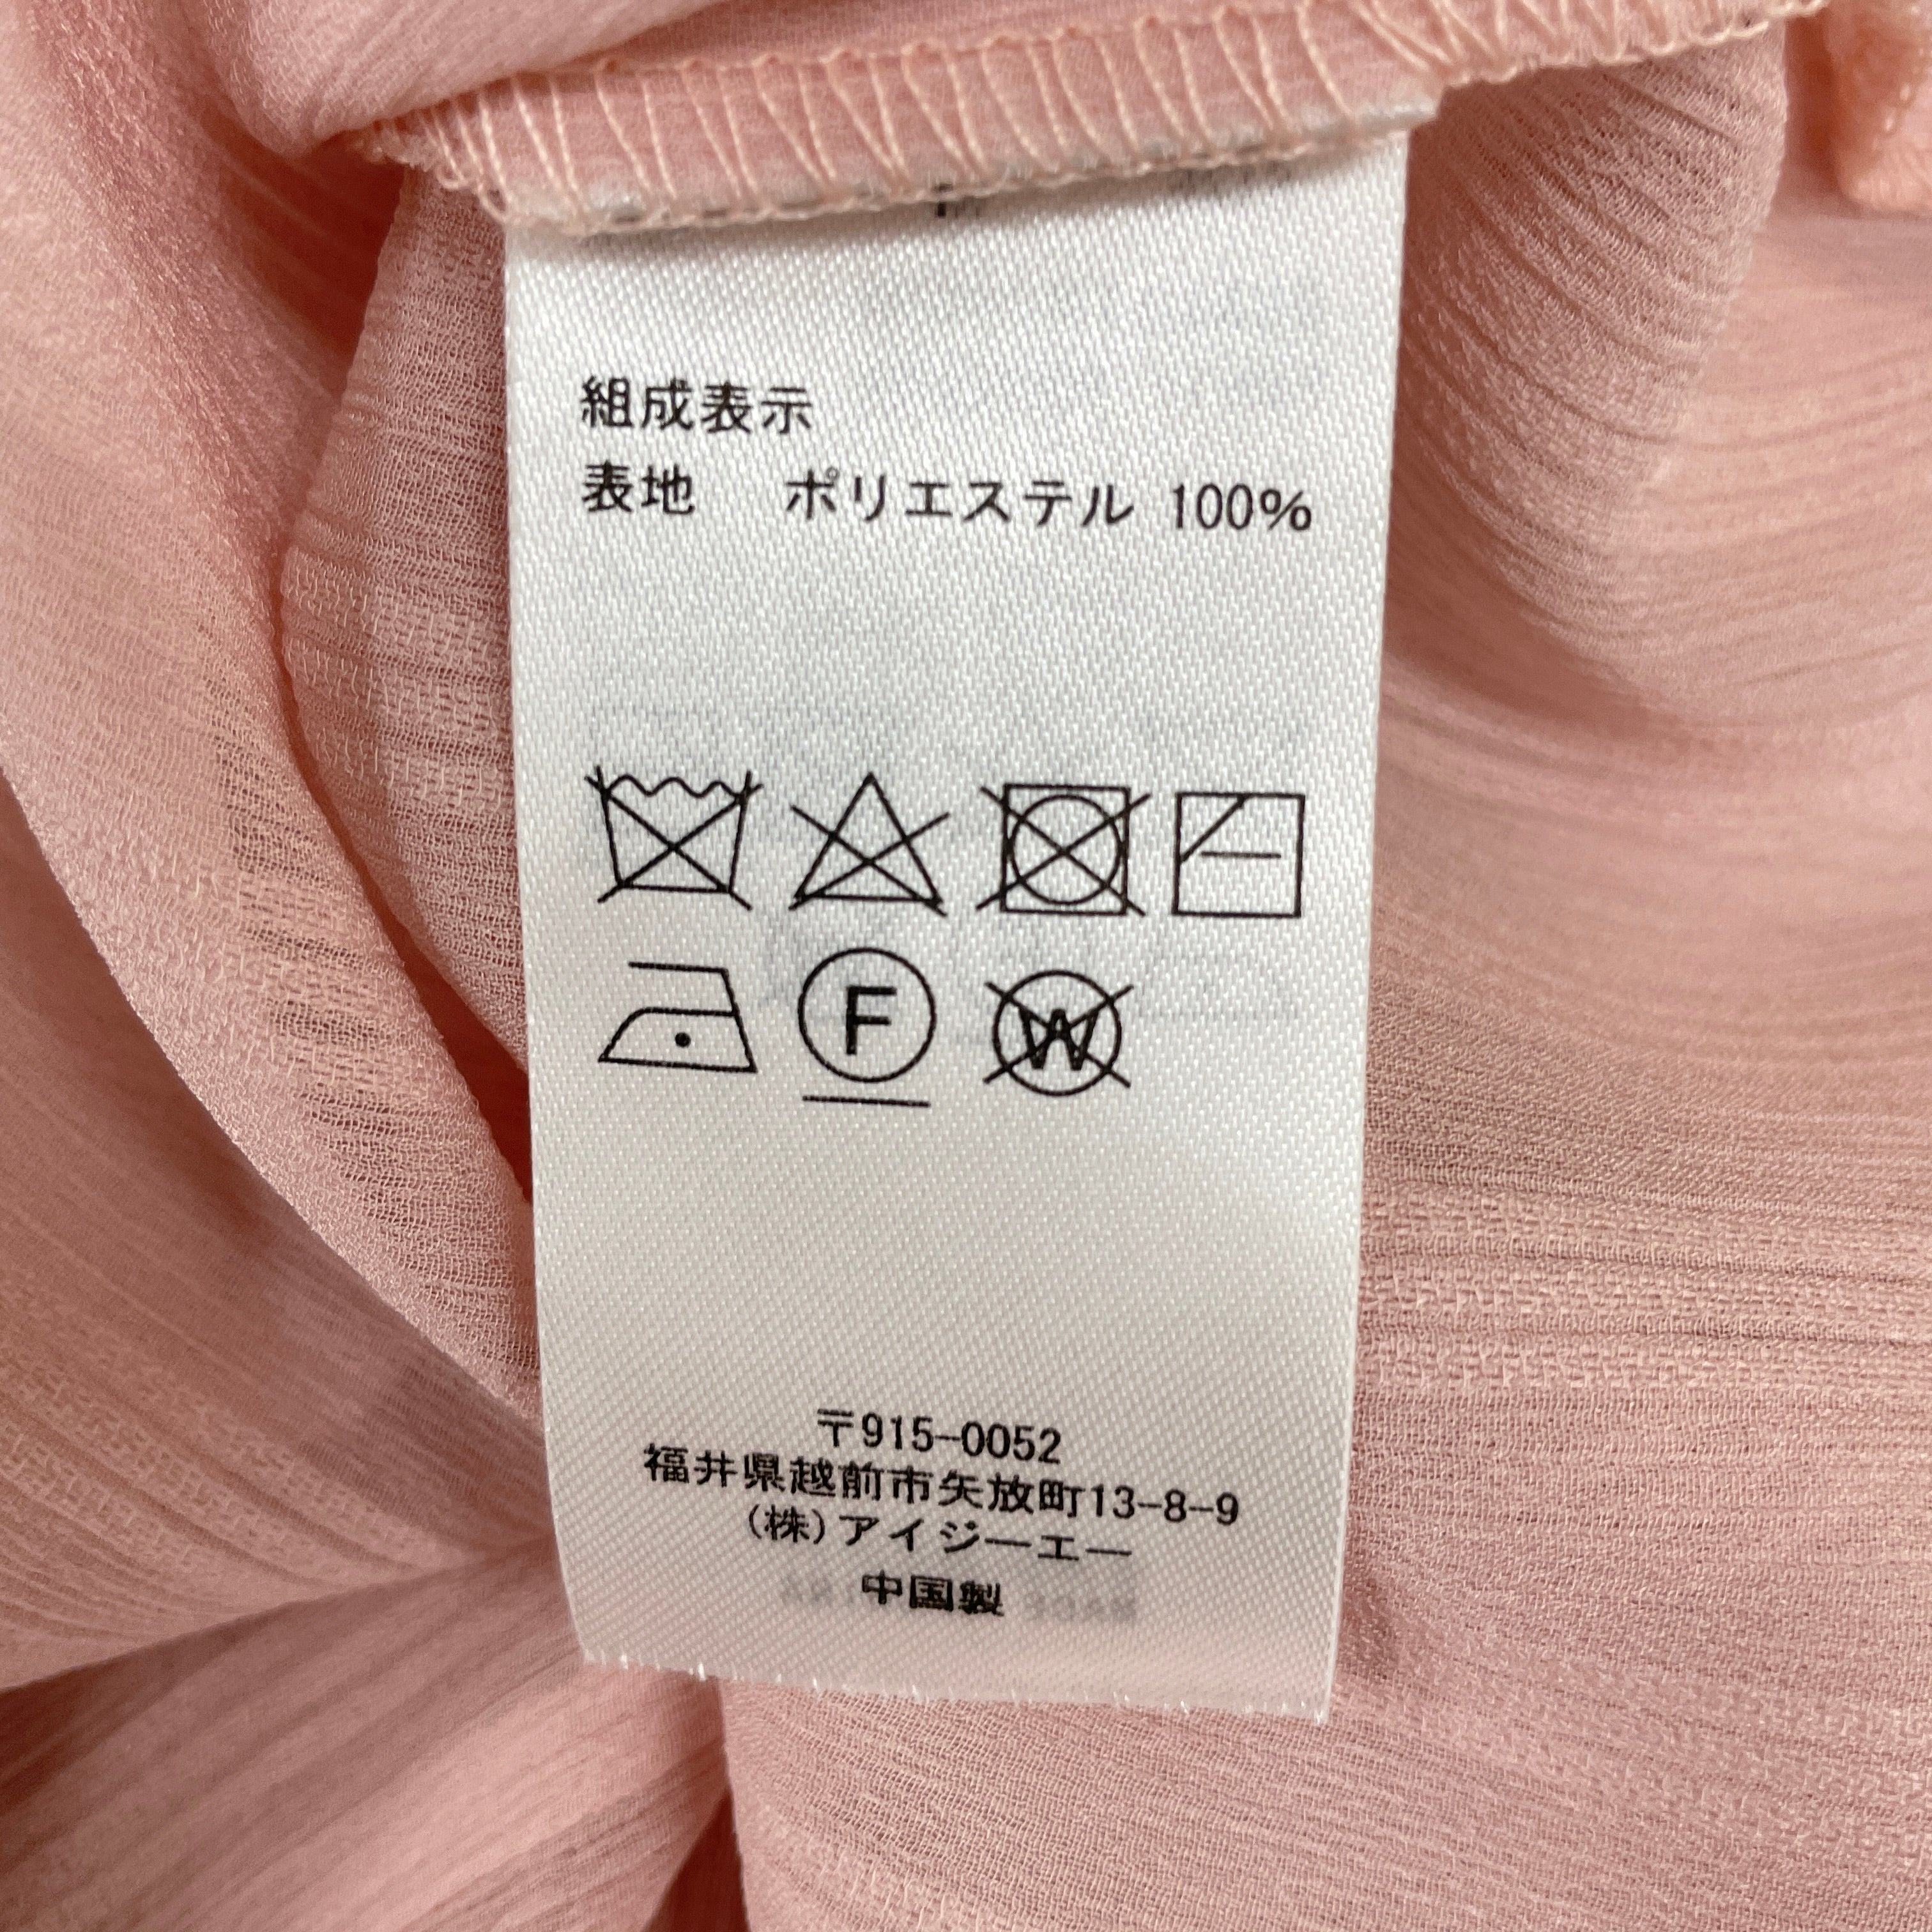 組成表示
表地 ポリエステル 100%
F W
〒915-0052
福井県越前市矢放町13-8-9
(株)アイジーエー
中国製